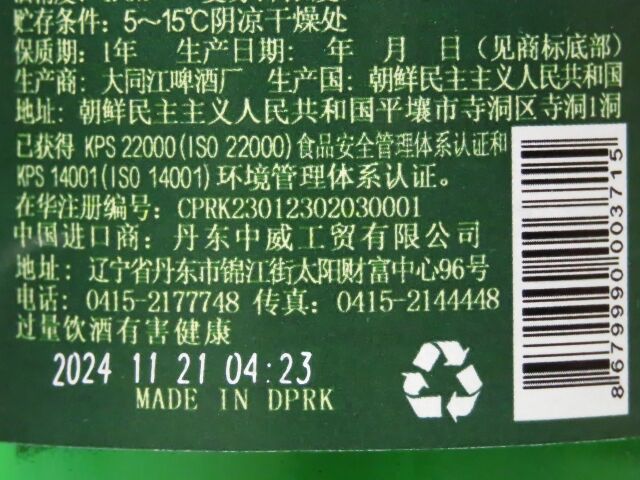 贮存条件：5～15℃阴凉干燥处
保质期：1年 生产日期： 年 月 日（见商标底部）
生产商：大同江啤酒厂 生产国：朝鲜民主主义人民共和国
地址：朝鲜民主主义人民共和国平壤市寺洞区寺洞1洞
已获得 KPS 22000(ISO 22000)食品安全管理体系认证和
KPS 14001(ISO 14001)环境管理体系认证。
在华注册编号：CPRK23012302030001
中国进口商：丹东中威工贸有限公司
地址：辽宁省丹东市锦江街太阳财富中心96号
电话：0415-2177748 传真：0415-2144448
过量饮酒有害健康
2024 11 21 04:23
MADE IN DPRK
8679990003715